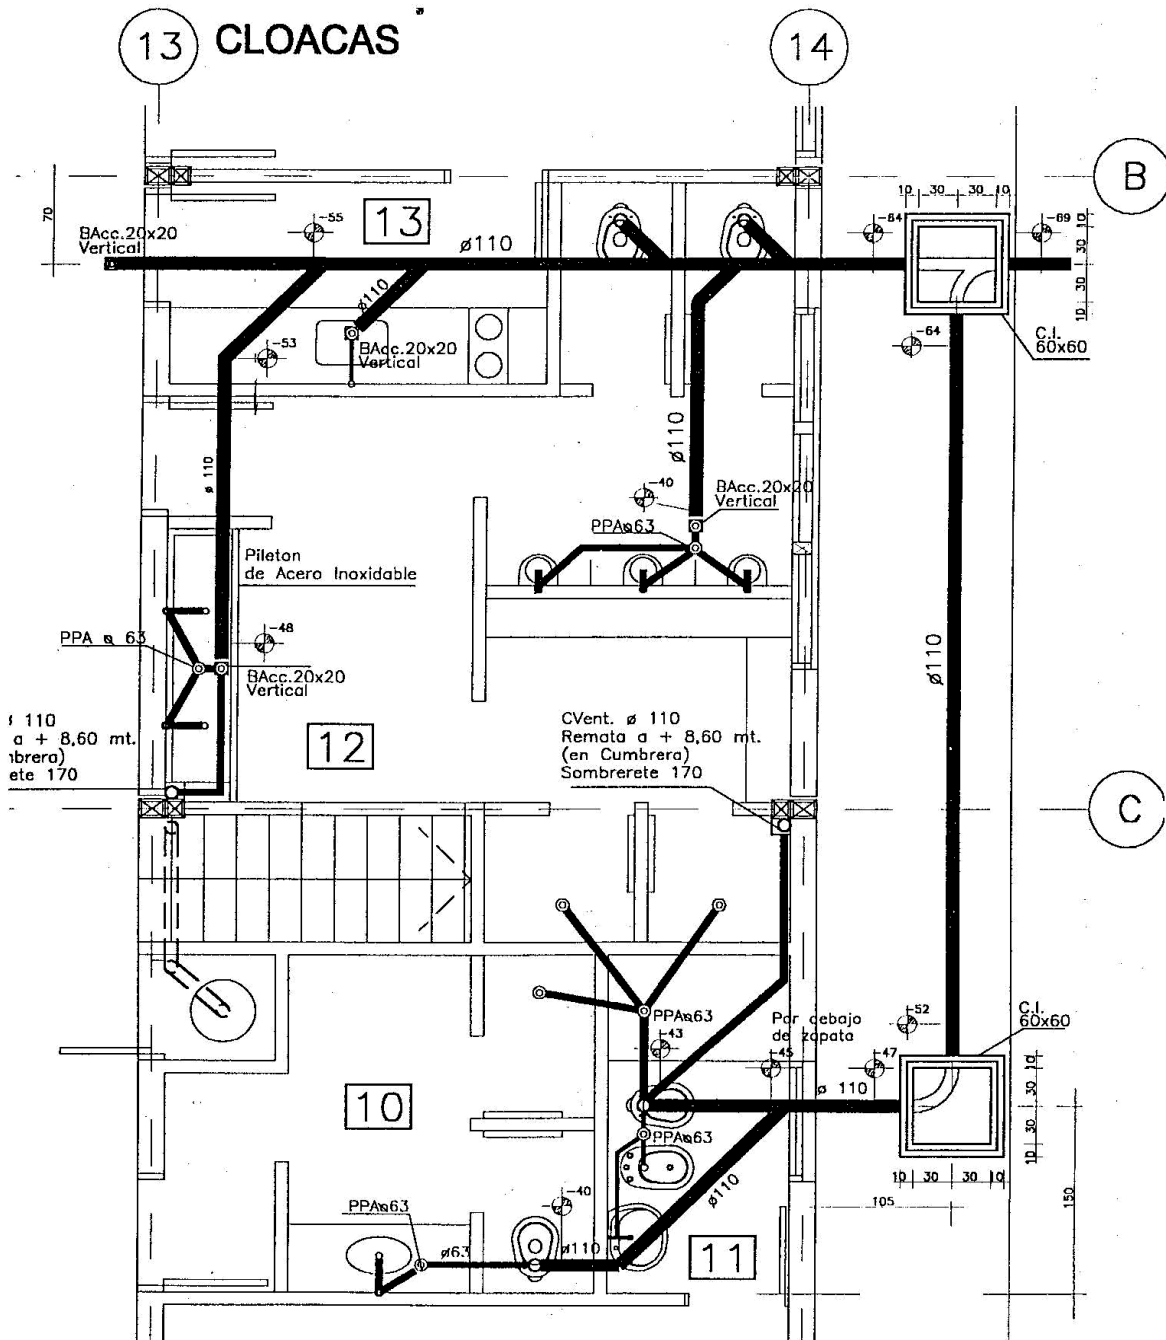 13 CLOACAS
14
B
10 30 30 10
70
-55
13
-64
-69
BAcc.20x20
Vertical
ø110
10
30
30
10
ø110
-53
BAcc.20x20
Vertical
-64
C.I.
60x60
ø110
ø 110
-40
BAcc.20x20
Vertical
PPAø63
Pileton
de Acero Inoxidable
PPA ø 63
-48
BAcc.20x20
Vertical
ø110
ø 110
a + 8,60 mt.
mbrera)
ete 170
12
CVent. ø 110
Remata a + 8,60 mt.
(en Cumbrera)
Sombrerete 170
C
PPAø63
-43
Por debajo
de zapata
-52
C.I.
60x60
-45
-47
ø 110
10
30
30
10
10
PPAø63
ø110
10 30 30 10
105
150
PPAø63
-40
ø63
ø110
11